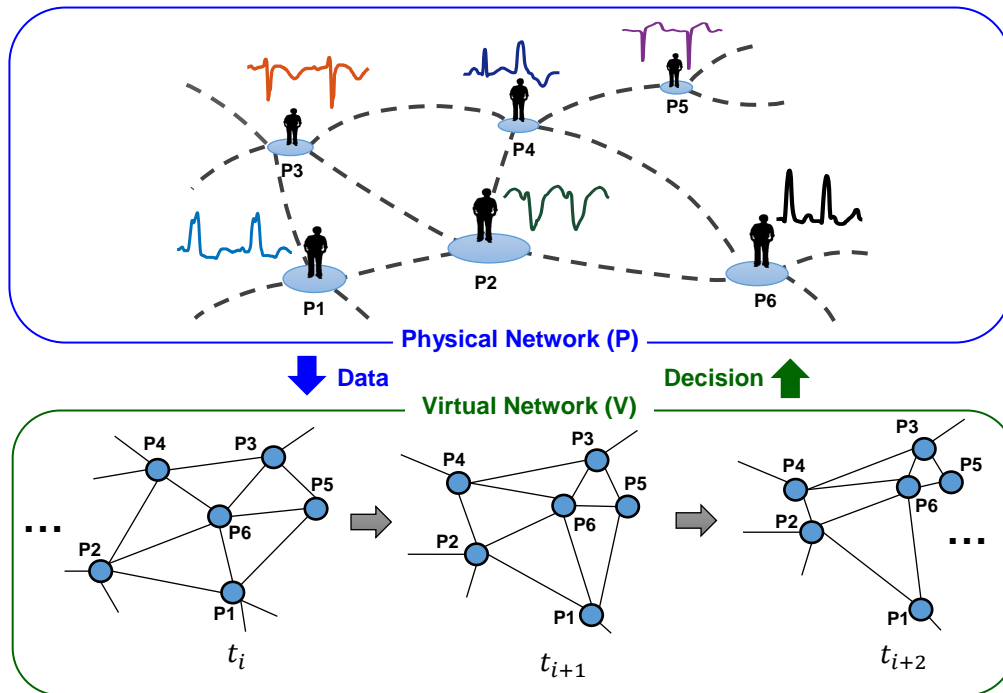 P5
P4
P3
P2
P1
P6
Physical Network (P)
Data
Decision
Virtual Network (V)
P4
P3
P5
P6
P2
P1
...
P3
P4
P5
P6
P2
P1
P3
P4
P5
P6
P2
P1
...
t_i
t_{i+1}
t_{i+2}